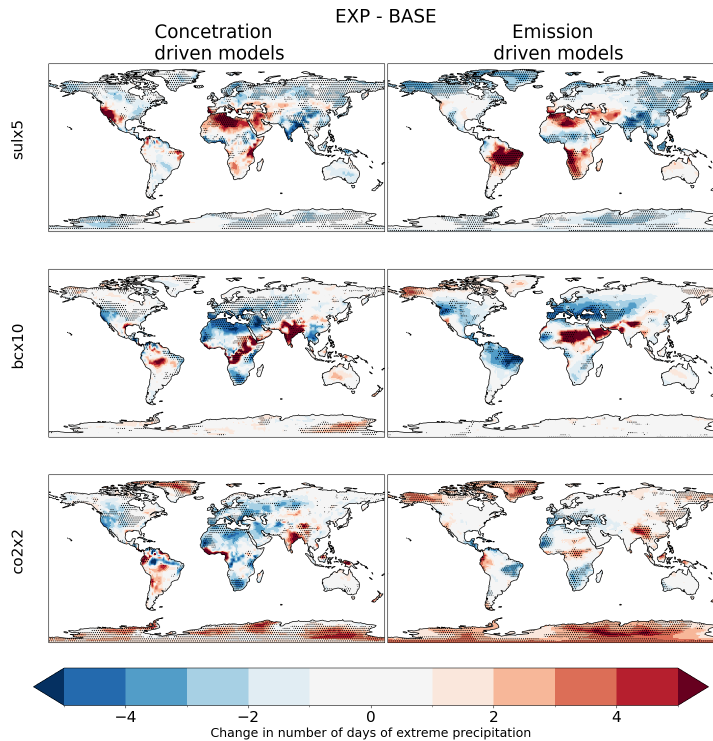 EXP - BASE
Concetration
driven models
Emission
driven models
sulx5
bcx10
co2x2
−4
−2
0
2
4
Change in number of days of extreme precipitation